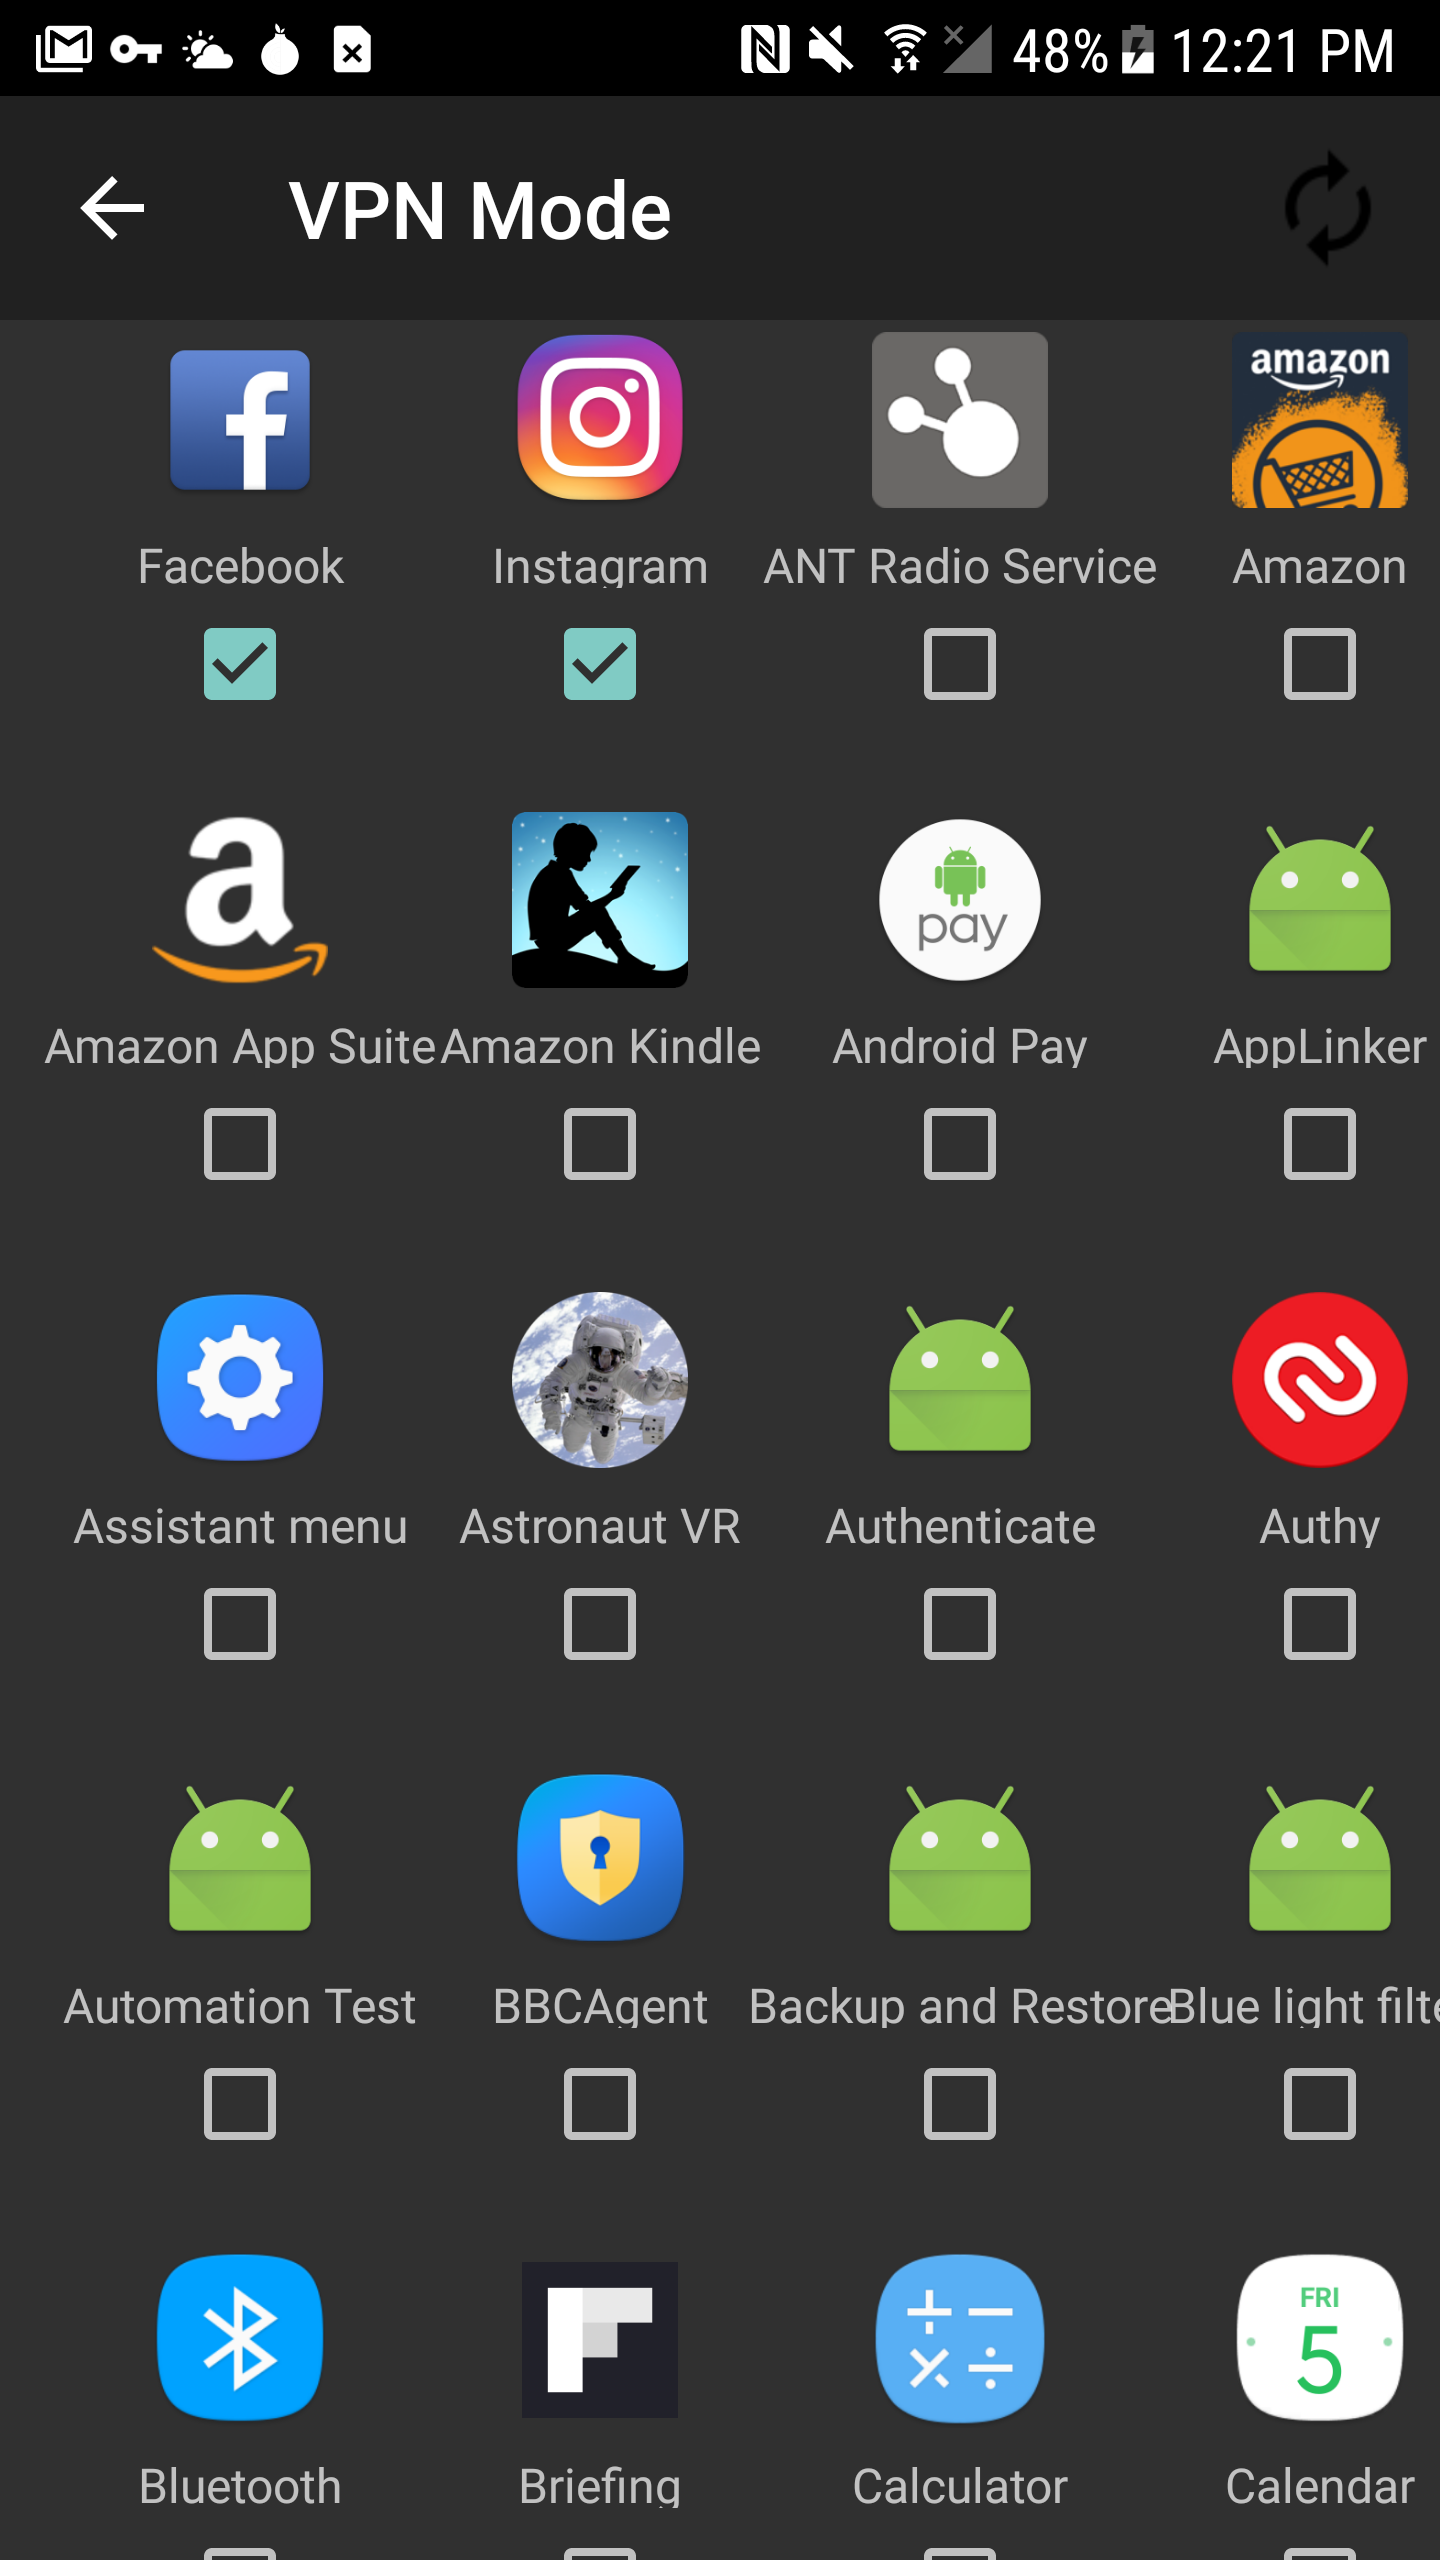 48% 12:21 PM
VPN Mode
amazon
Facebook Instagram ANT Radio Service Amazon
pay
Amazon App Suite Amazon Kindle Android Pay AppLinker
Assistant menu Astronaut VR Authenticate Authy
Automation Test BBCAgent Backup and Restore Blue light filte
FRI
5
Bluetooth Briefing Calculator Calendar